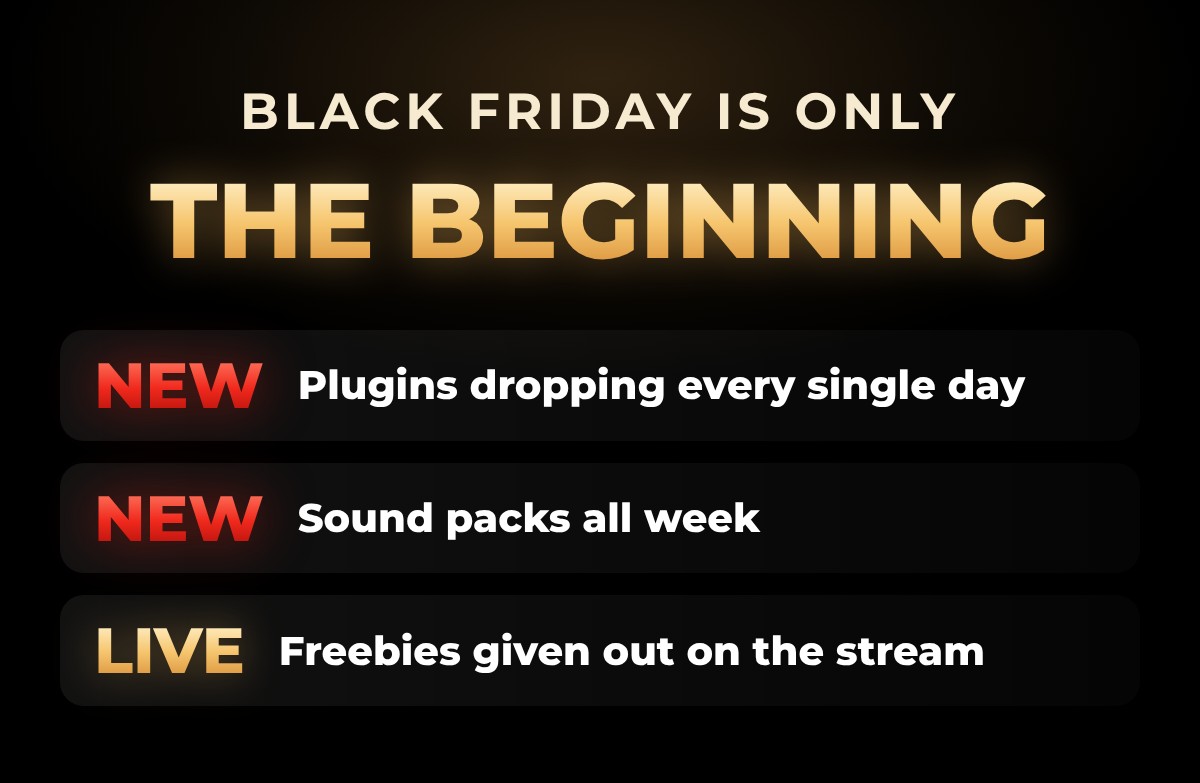 BLACK FRIDAY IS ONLY
THE BEGINNING
NEW Plugins dropping every single day
NEW Sound packs all week
LIVE Freebies given out on the stream